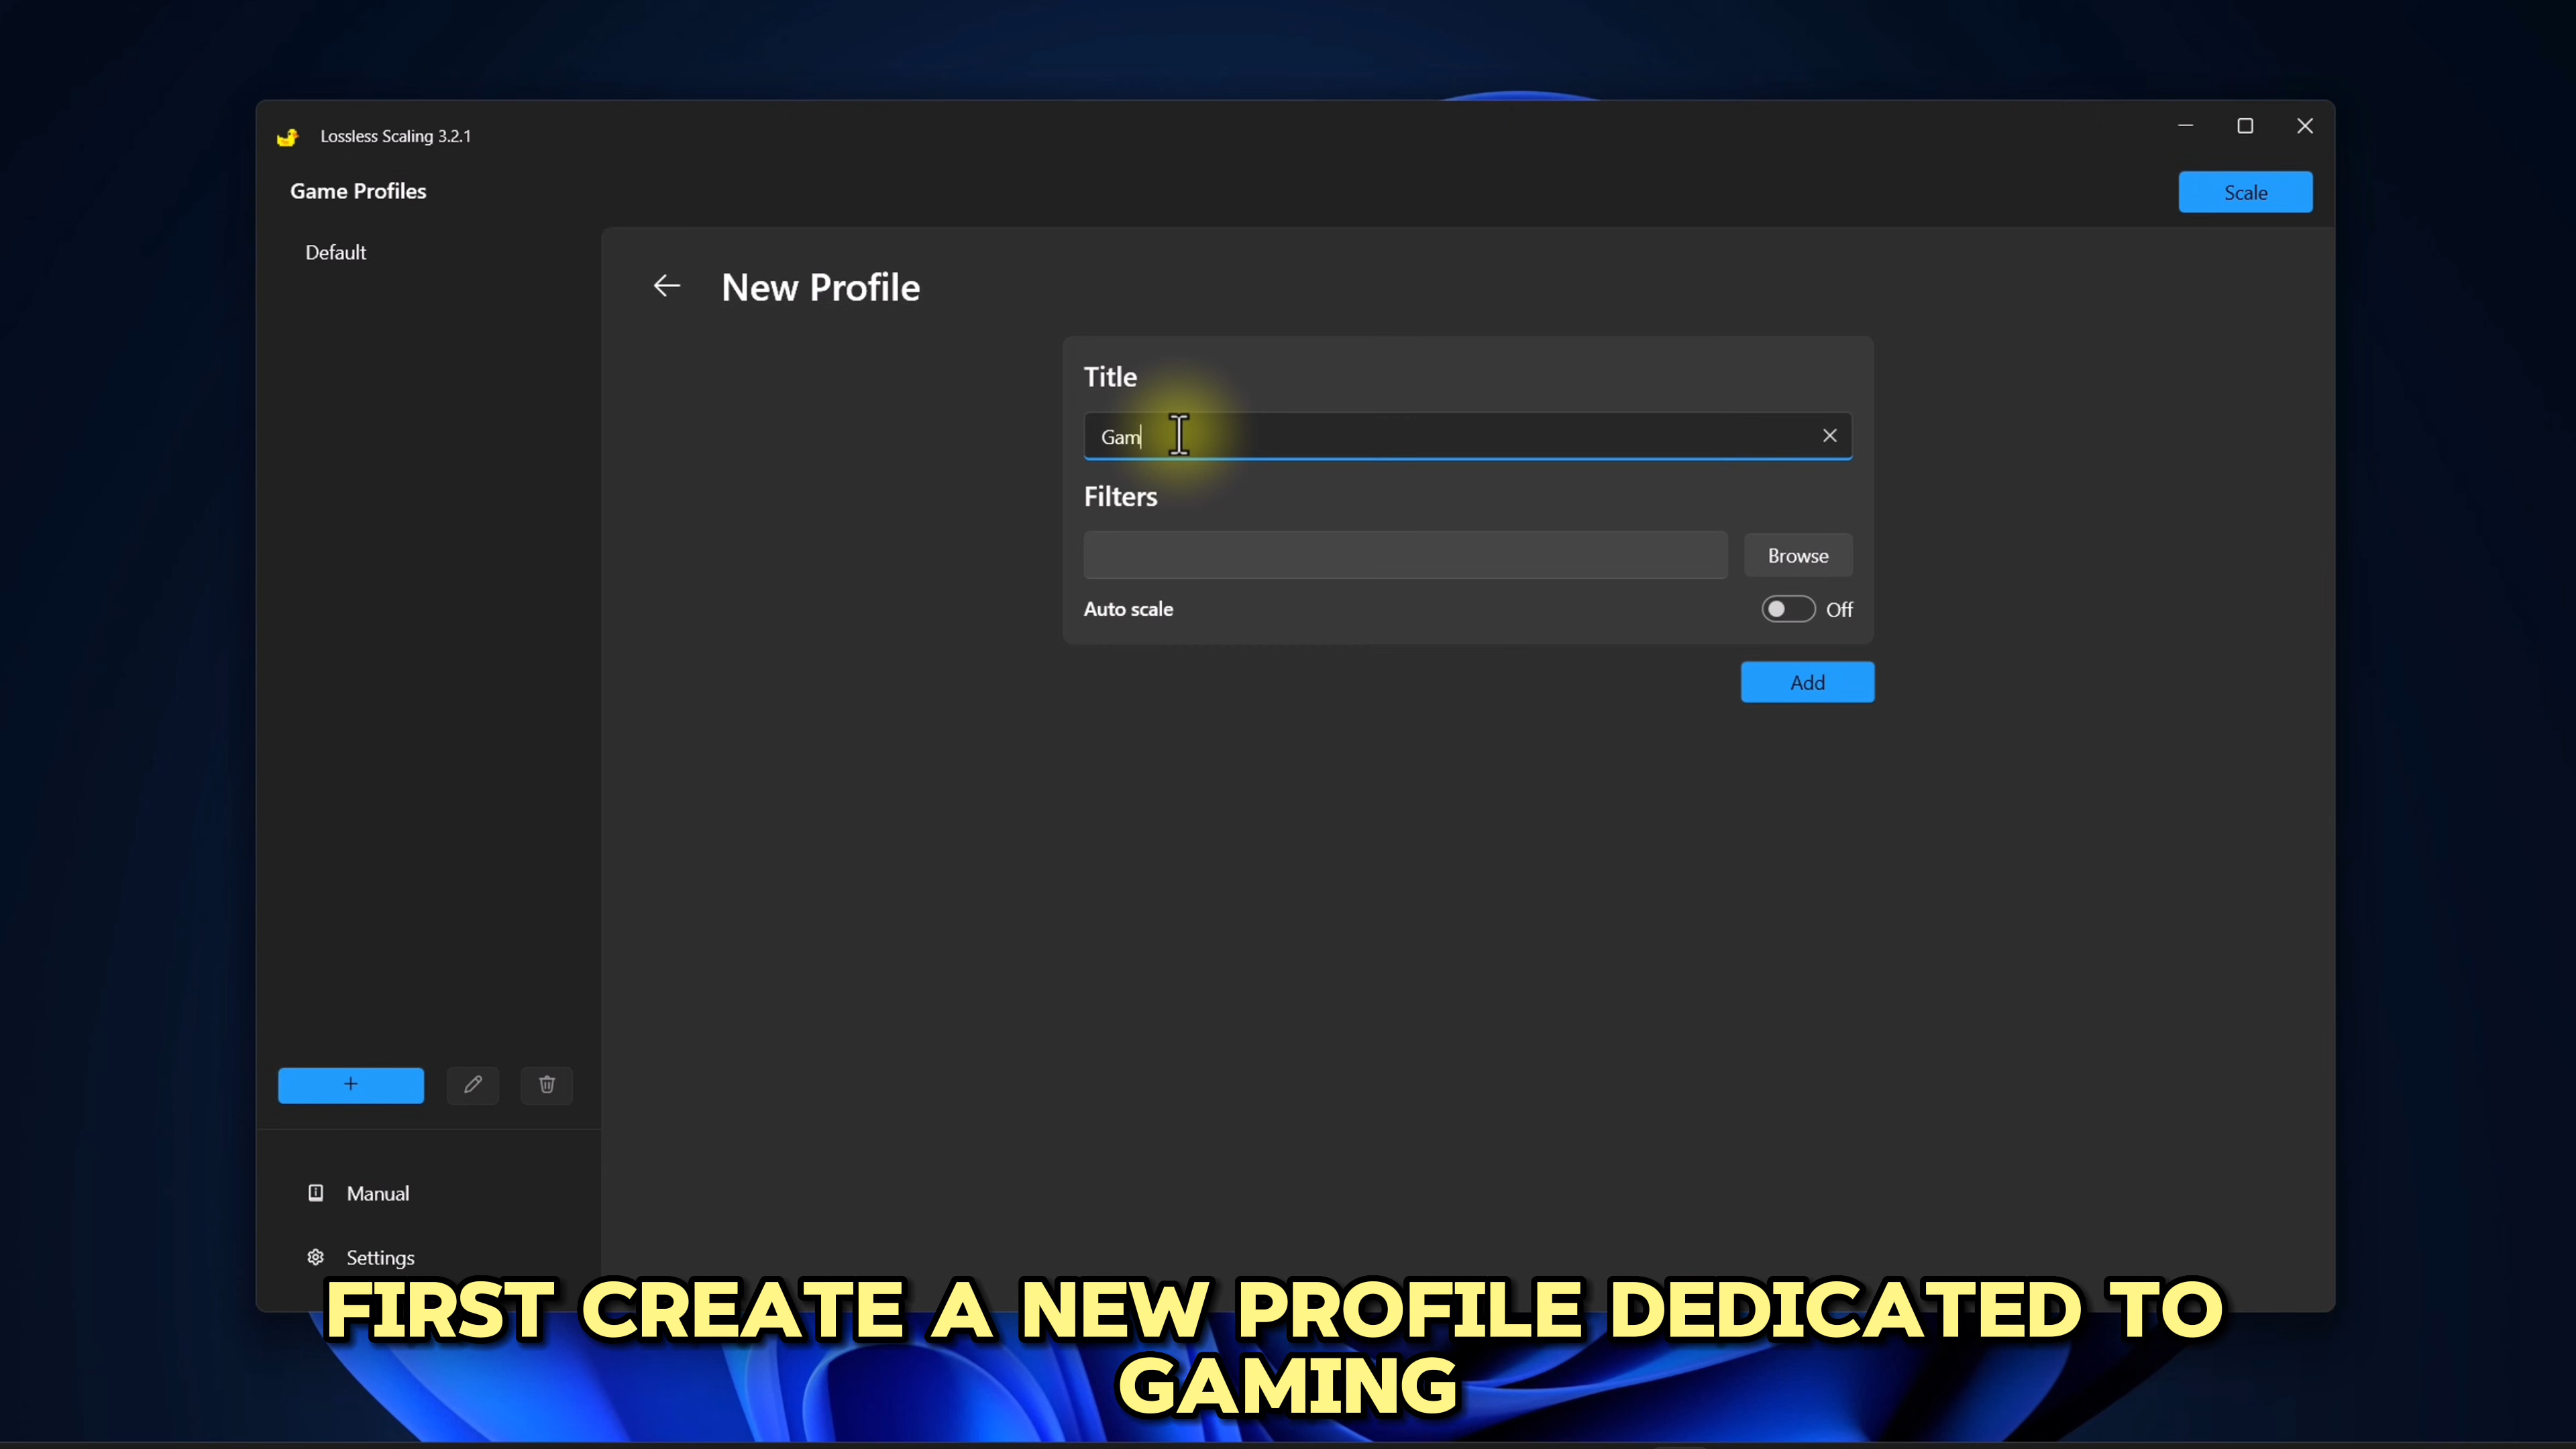 Lossless Scaling 3.2.1
Game Profiles
Scale
Default
New Profile
Title
Gam
Filters
Browse
Auto scale
Off
Add
Manual
Settings
FIRST CREATE A NEW PROFILE DEDICATED TO
GAMING